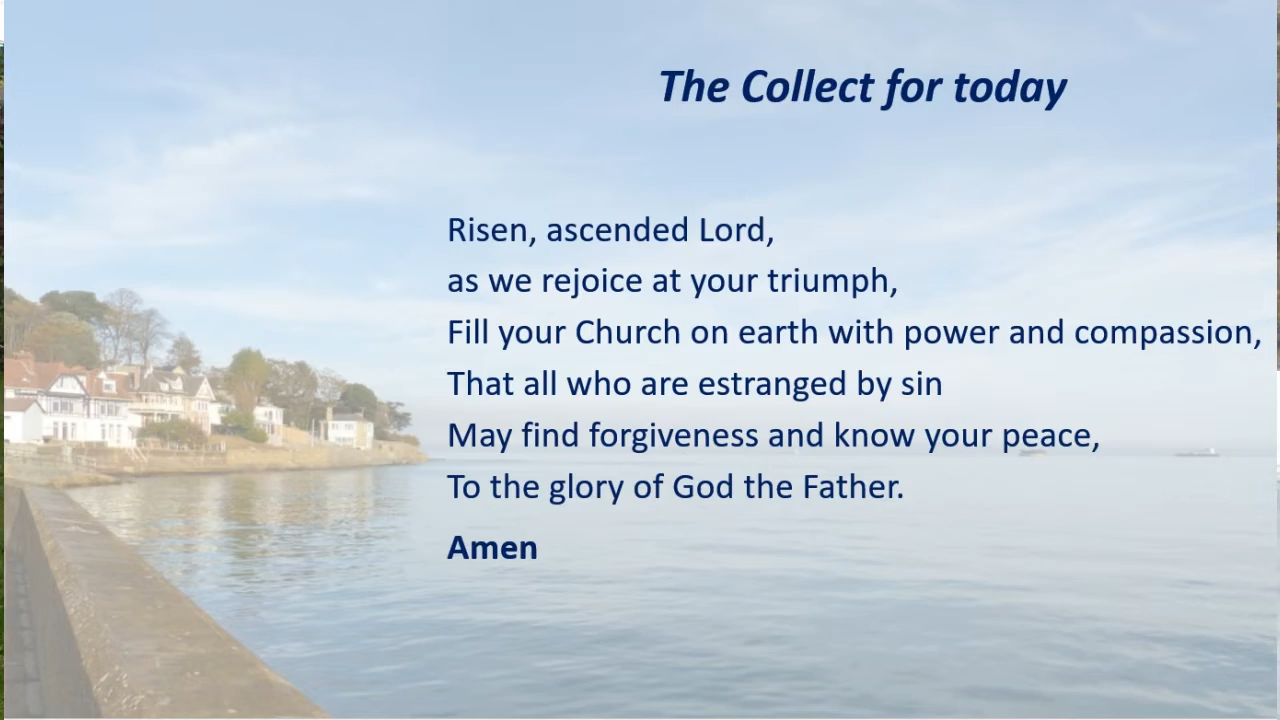 The Collect for today
Risen, ascended Lord,
as we rejoice at your triumph,
Fill your Church on earth with power and compassion,
That all who are estranged by sin
May find forgiveness and know your peace,
To the glory of God the Father.
Amen